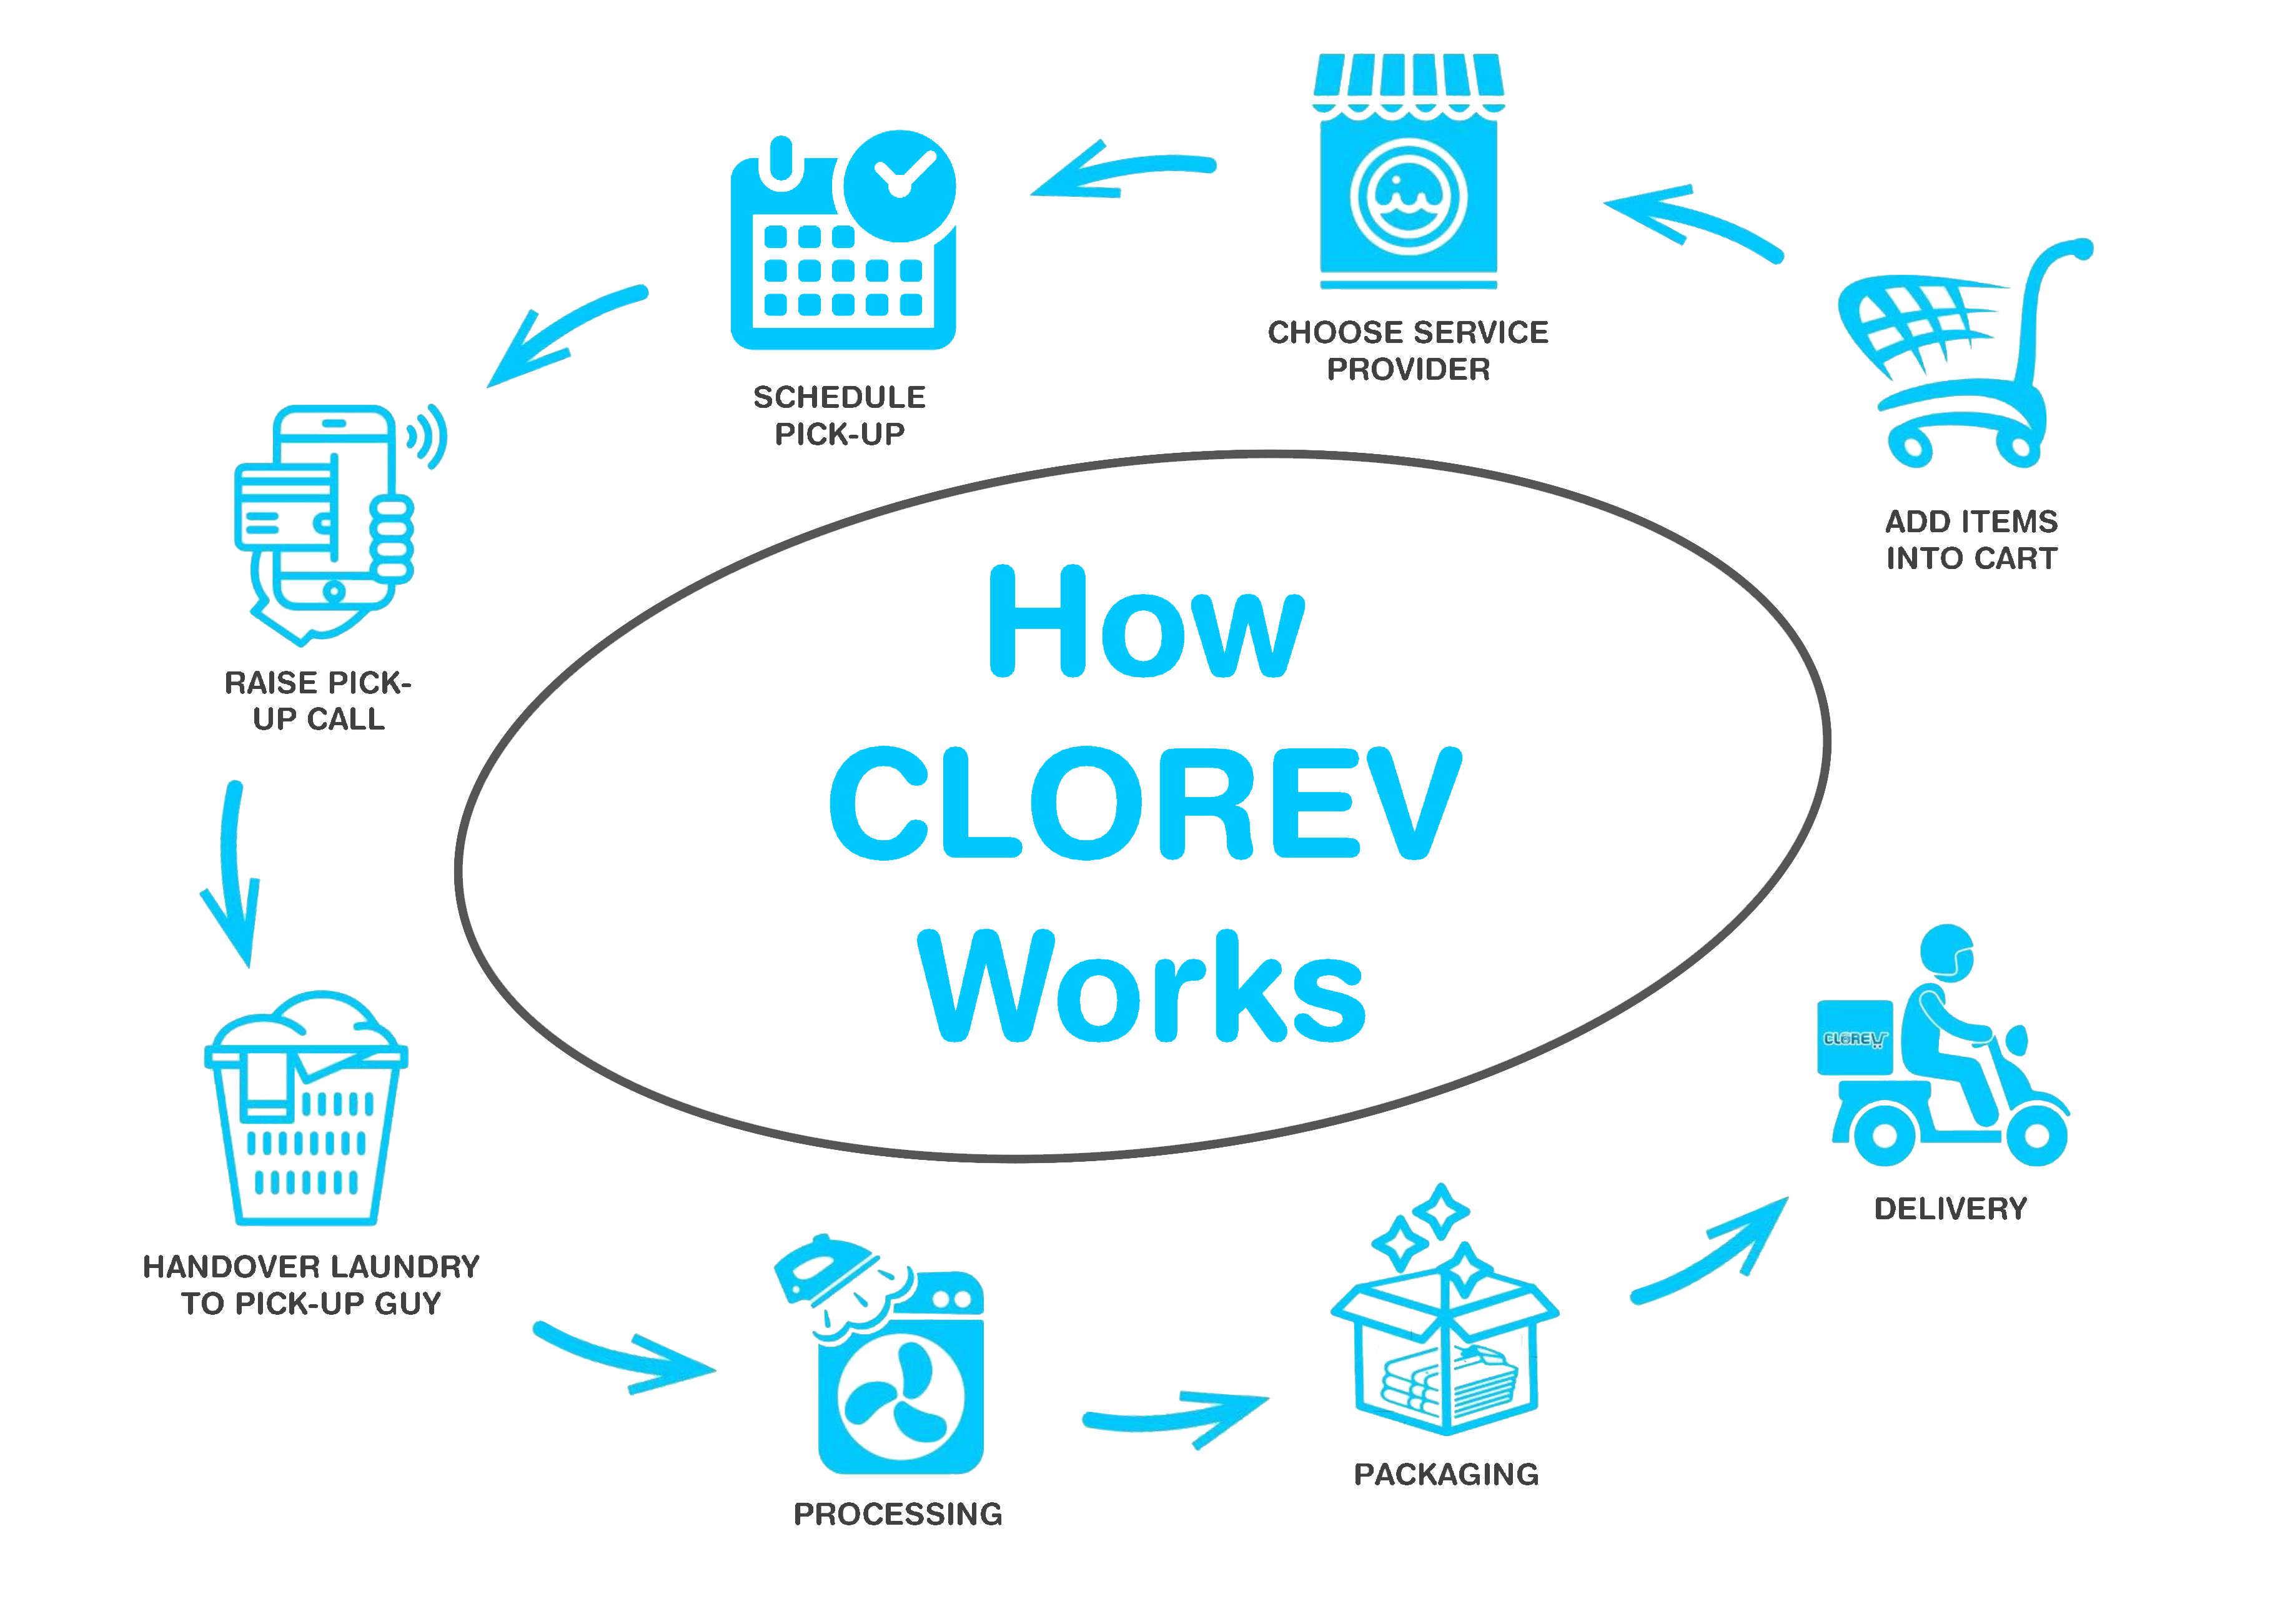 How
CLOREV
Works
ADD ITEMS
INTO CART
CHOOSE SERVICE
PROVIDER
SCHEDULE
PICK-UP
RAISE PICK-
UP CALL
HANDOVER LAUNDRY
TO PICK-UP GUY
PROCESSING
PACKAGING
DELIVERY
CLOREV